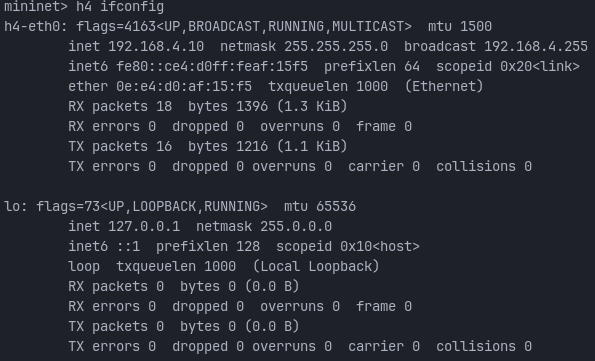 mininet> h4 ifconfig
h4-eth0: flags=4163<UP,BROADCAST,RUNNING,MULTICAST>  mtu 1500
        inet 192.168.4.10  netmask 255.255.255.0  broadcast 192.168.4.255
        inet6 fe80::ce4:d0ff:feaf:15f5  prefixlen 64  scopeid 0x20<link>
        ether 0e:e4:d0:af:15:f5  txqueuelen 1000  (Ethernet)
        RX packets 18  bytes 1396 (1.3 KiB)
        RX errors 0  dropped 0  overruns 0  frame 0
        TX packets 16  bytes 1216 (1.1 KiB)
        TX errors 0  dropped 0 overruns 0  carrier 0  collisions 0

lo: flags=73<UP,LOOPBACK,RUNNING>  mtu 65536
        inet 127.0.0.1  netmask 255.0.0.0
        inet6 ::1  prefixlen 128  scopeid 0x10<host>
        loop  txqueuelen 1000  (Local Loopback)
        RX packets 0  bytes 0 (0.0 B)
        RX errors 0  dropped 0  overruns 0  frame 0
        TX packets 0  bytes 0 (0.0 B)
        TX errors 0  dropped 0 overruns 0  carrier 0  collisions 0